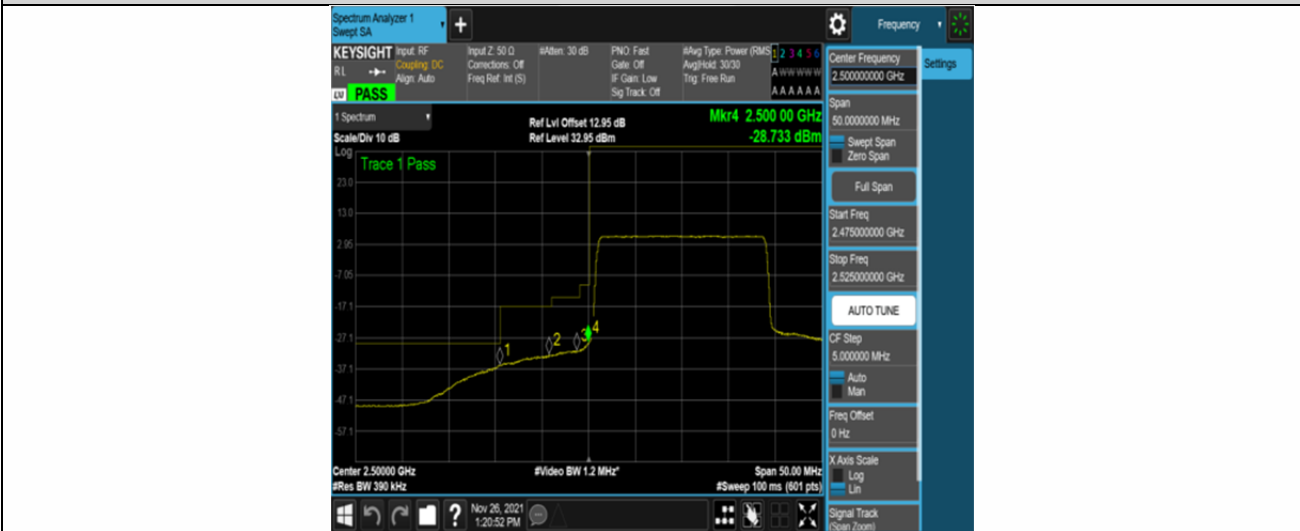 Spectrum Analyzer 1
Swept SA
+
Frequency
KEYSIGHT
Input: RF
Coupling: DC
Align: Auto
Input Z: 50 Ω
Corrections: Off
Freq Ref: Int (S)
#Atten: 30 dB
PNO: Fast
Gate: Off
IF Gain: Low
Sig Track: Off
#Avg Type: Power (RMS
Avg|Hold: 30/30
Trig: Free Run
1 2 3 4 5 6
A W W W W W
A A A A A A
RL
PASS
Center Frequency
2.500000000 GHz
Settings
1 Spectrum
Ref Lvl Offset 12.95 dB
Mkr4 2.500 00 GHz
Scale/Div 10 dB
Ref Level 32.95 dBm
-28.733 dBm
Log
Trace 1 Pass
23.0
13.0
2.95
-7.05
-17.1
-27.1
-37.1
-47.1
-57.1
1
2
3
4
Center 2.50000 GHz
#Video BW 1.2 MHz*
Span 50.00 MHz
#Res BW 390 kHz
#Sweep 100 ms (601 pts)
Span
50.0000000 MHz
Swept Span
Zero Span
Full Span
Start Freq
2.475000000 GHz
Stop Freq
2.525000000 GHz
AUTO TUNE
CF Step
5.000000 MHz
Auto
Man
Freq Offset
0 Hz
X Axis Scale
Log
Lin
Signal Track
(Span Zoom)
?
Nov 26, 2021
1:20:52 PM